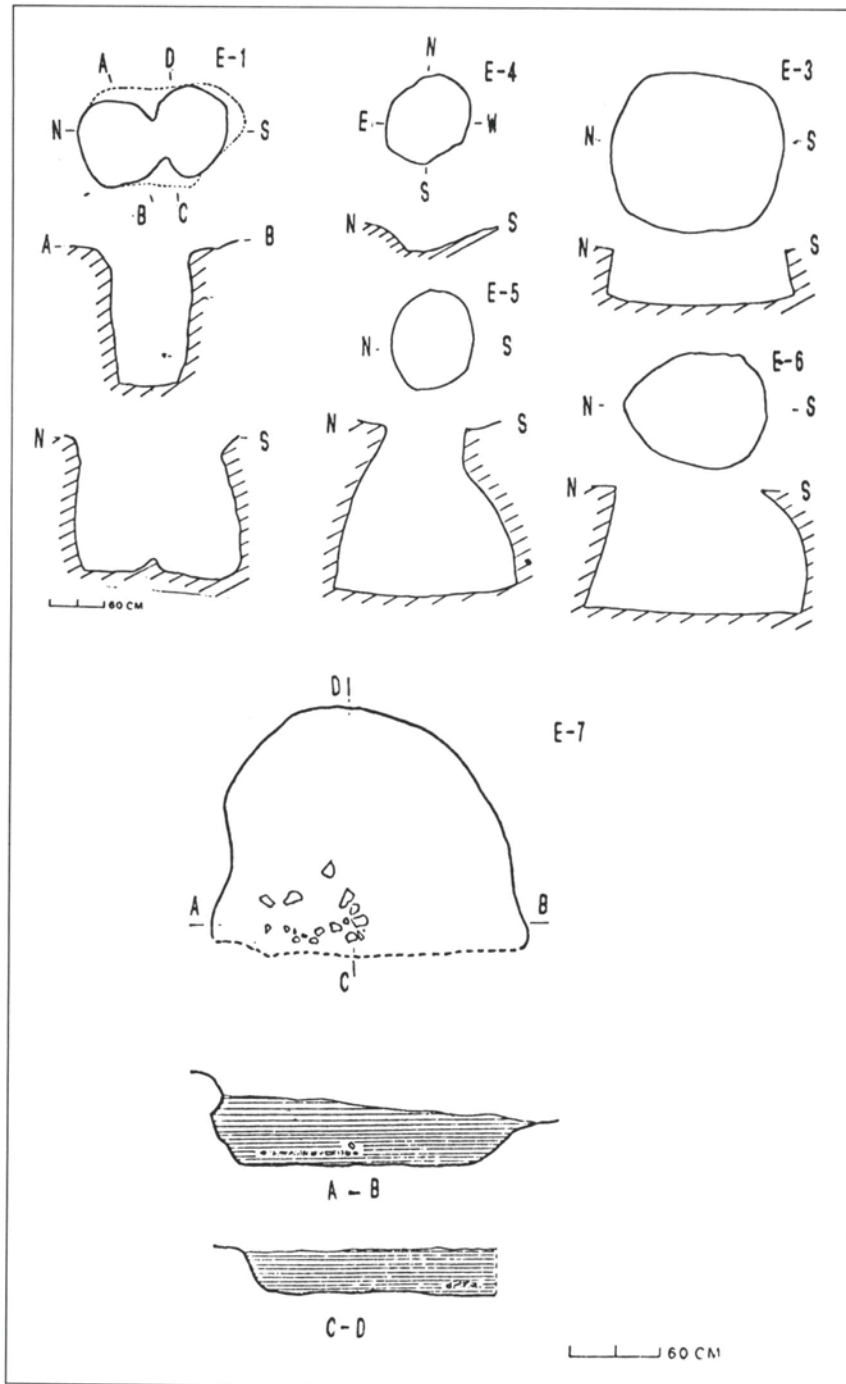 A D E-1
N S
B C
A B
N S
60 CM
N E-4
E W
S
N S
E-5
N S
N S
E-3
N S
N S
E-6
N S
N S
D E-7
A B
C
A - B
C-D
60 CM